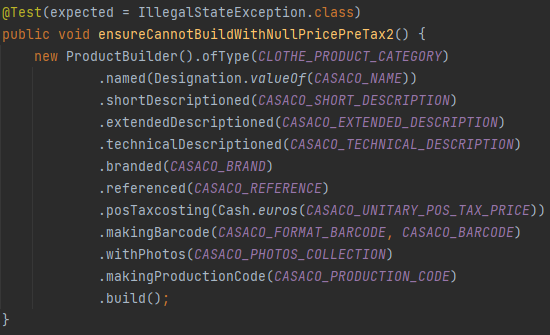 @Test(expected = IllegalStateException.class)
public void ensureCannotBuildWithNullPricePreTax2() {
    new ProductBuilder().ofType(CLOTHE_PRODUCT_CATEGORY)
            .named(Designation.valueOf(CASACO_NAME))
            .shortDescriptioned(CASACO_SHORT_DESCRIPTION)
            .extendedDescriptioned(CASACO_EXTENDED_DESCRIPTION)
            .technicalDescriptioned(CASACO_TECHNICAL_DESCRIPTION)
            .branded(CASACO_BRAND)
            .referenced(CASACO_REFERENCE)
            .posTaxcosting(Cash.euros(CASACO_UNITARY_POS_TAX_PRICE))
            .makingBarcode(CASACO_FORMAT_BARCODE, CASACO_BARCODE)
            .withPhotos(CASACO_PHOTOS_COLLECTION)
            .makingProductionCode(CASACO_PRODUCTION_CODE)
            .build();
}